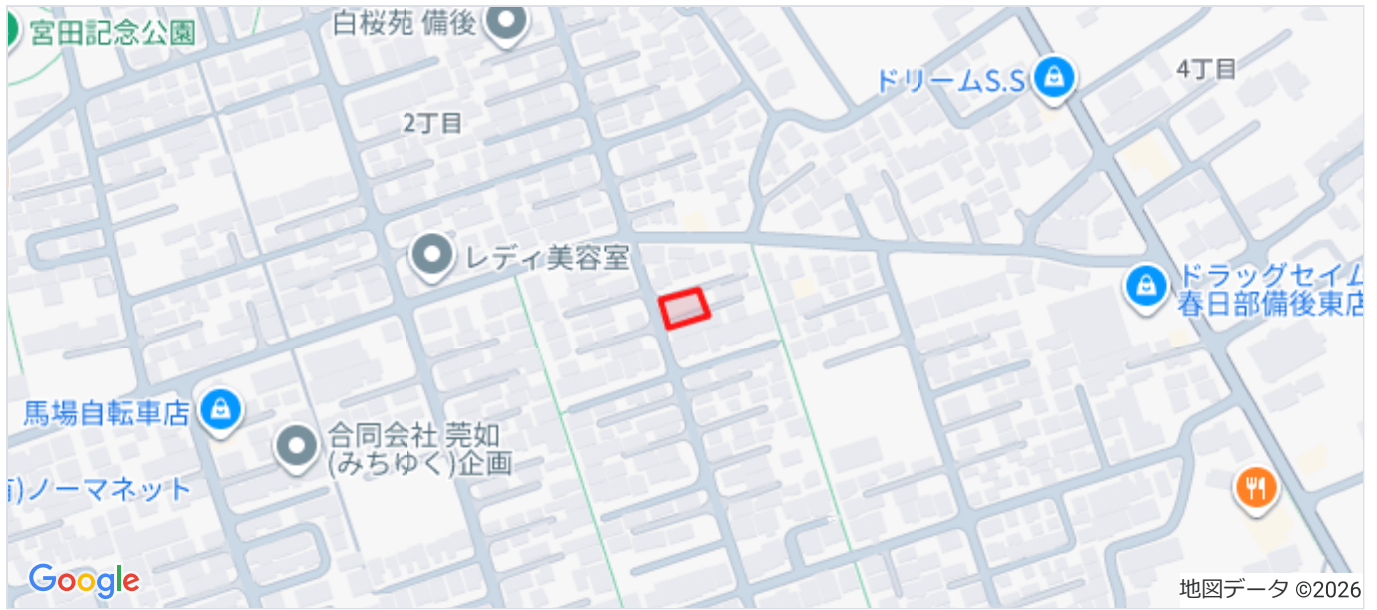 宮田記念公園
白桜苑 備後
ドリームS.S
4丁目
2丁目
レディ美容室
ドラッグセイム
春日部備後東店
馬場自転車店
合同会社 莞如
(みちゆく)企画
)ノーマネット
Google
地図データ ©2026